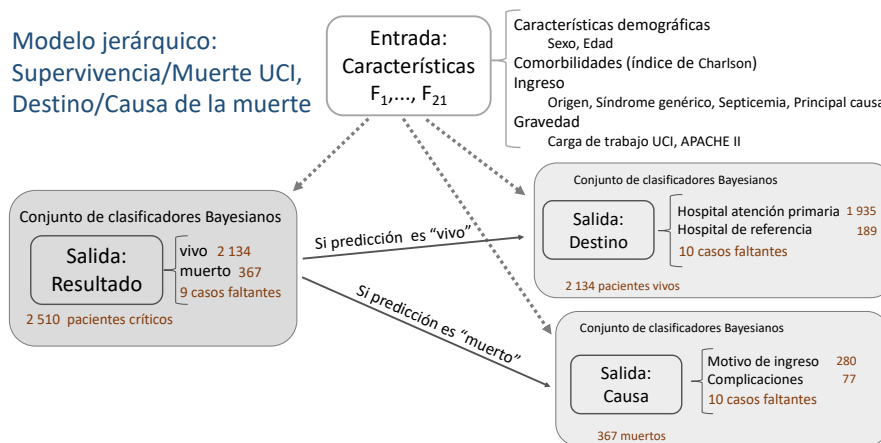 Modelo jerárquico:
Supervivencia/Muerte UCI,
Destino/Causa de la muerte
Entrada:
Características
F1,..., F21
Características demográficas
Sexo, Edad
Comorbilidades (índice de Charlson)
Ingreso
Origen, Síndrome genérico, Septicemia, Principal causa
Gravedad
Carga de trabajo UCI, APACHE II
Conjunto de clasificadores Bayesianos
Salida:
Resultado
vivo 2 134
muerto 367
9 casos faltantes
2 510 pacientes críticos
Si predicción es “vivo”
Si predicción es “muerto”
Conjunto de clasificadores Bayesianos
Salida:
Destino
Hospital atención primaria 1 935
Hospital de referencia 189
10 casos faltantes
2 134 pacientes vivos
Conjunto de clasificadores Bayesianos
Salida:
Causa
Motivo de ingreso 280
Complicaciones 77
10 casos faltantes
367 muertos